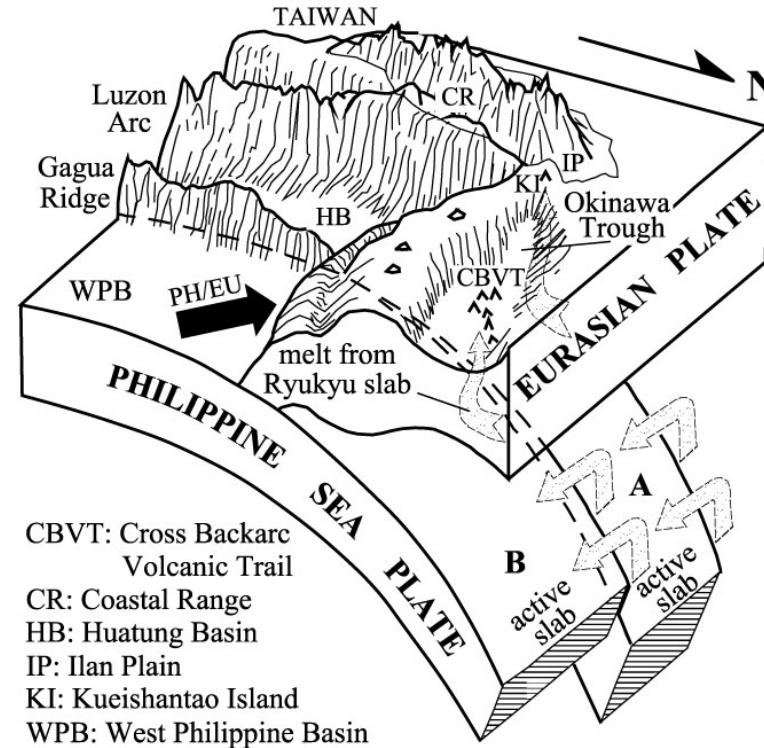 TAIWAN
N
Luzon
Arc
CR
Gagua
Ridge
IP
KI
HB
Okinawa
Trough
WPB
PH/EU
CBVT
EURASIAN PLATE
melt from
Ryukyu slab
PHILIPPINE SEA PLATE
A
B
active
slab
active
slab
CBVT: Cross Backarc
Volcanic Trail
CR: Coastal Range
HB: Huatung Basin
IP: Ilan Plain
KI: Kueishantao Island
WPB: West Philippine Basin